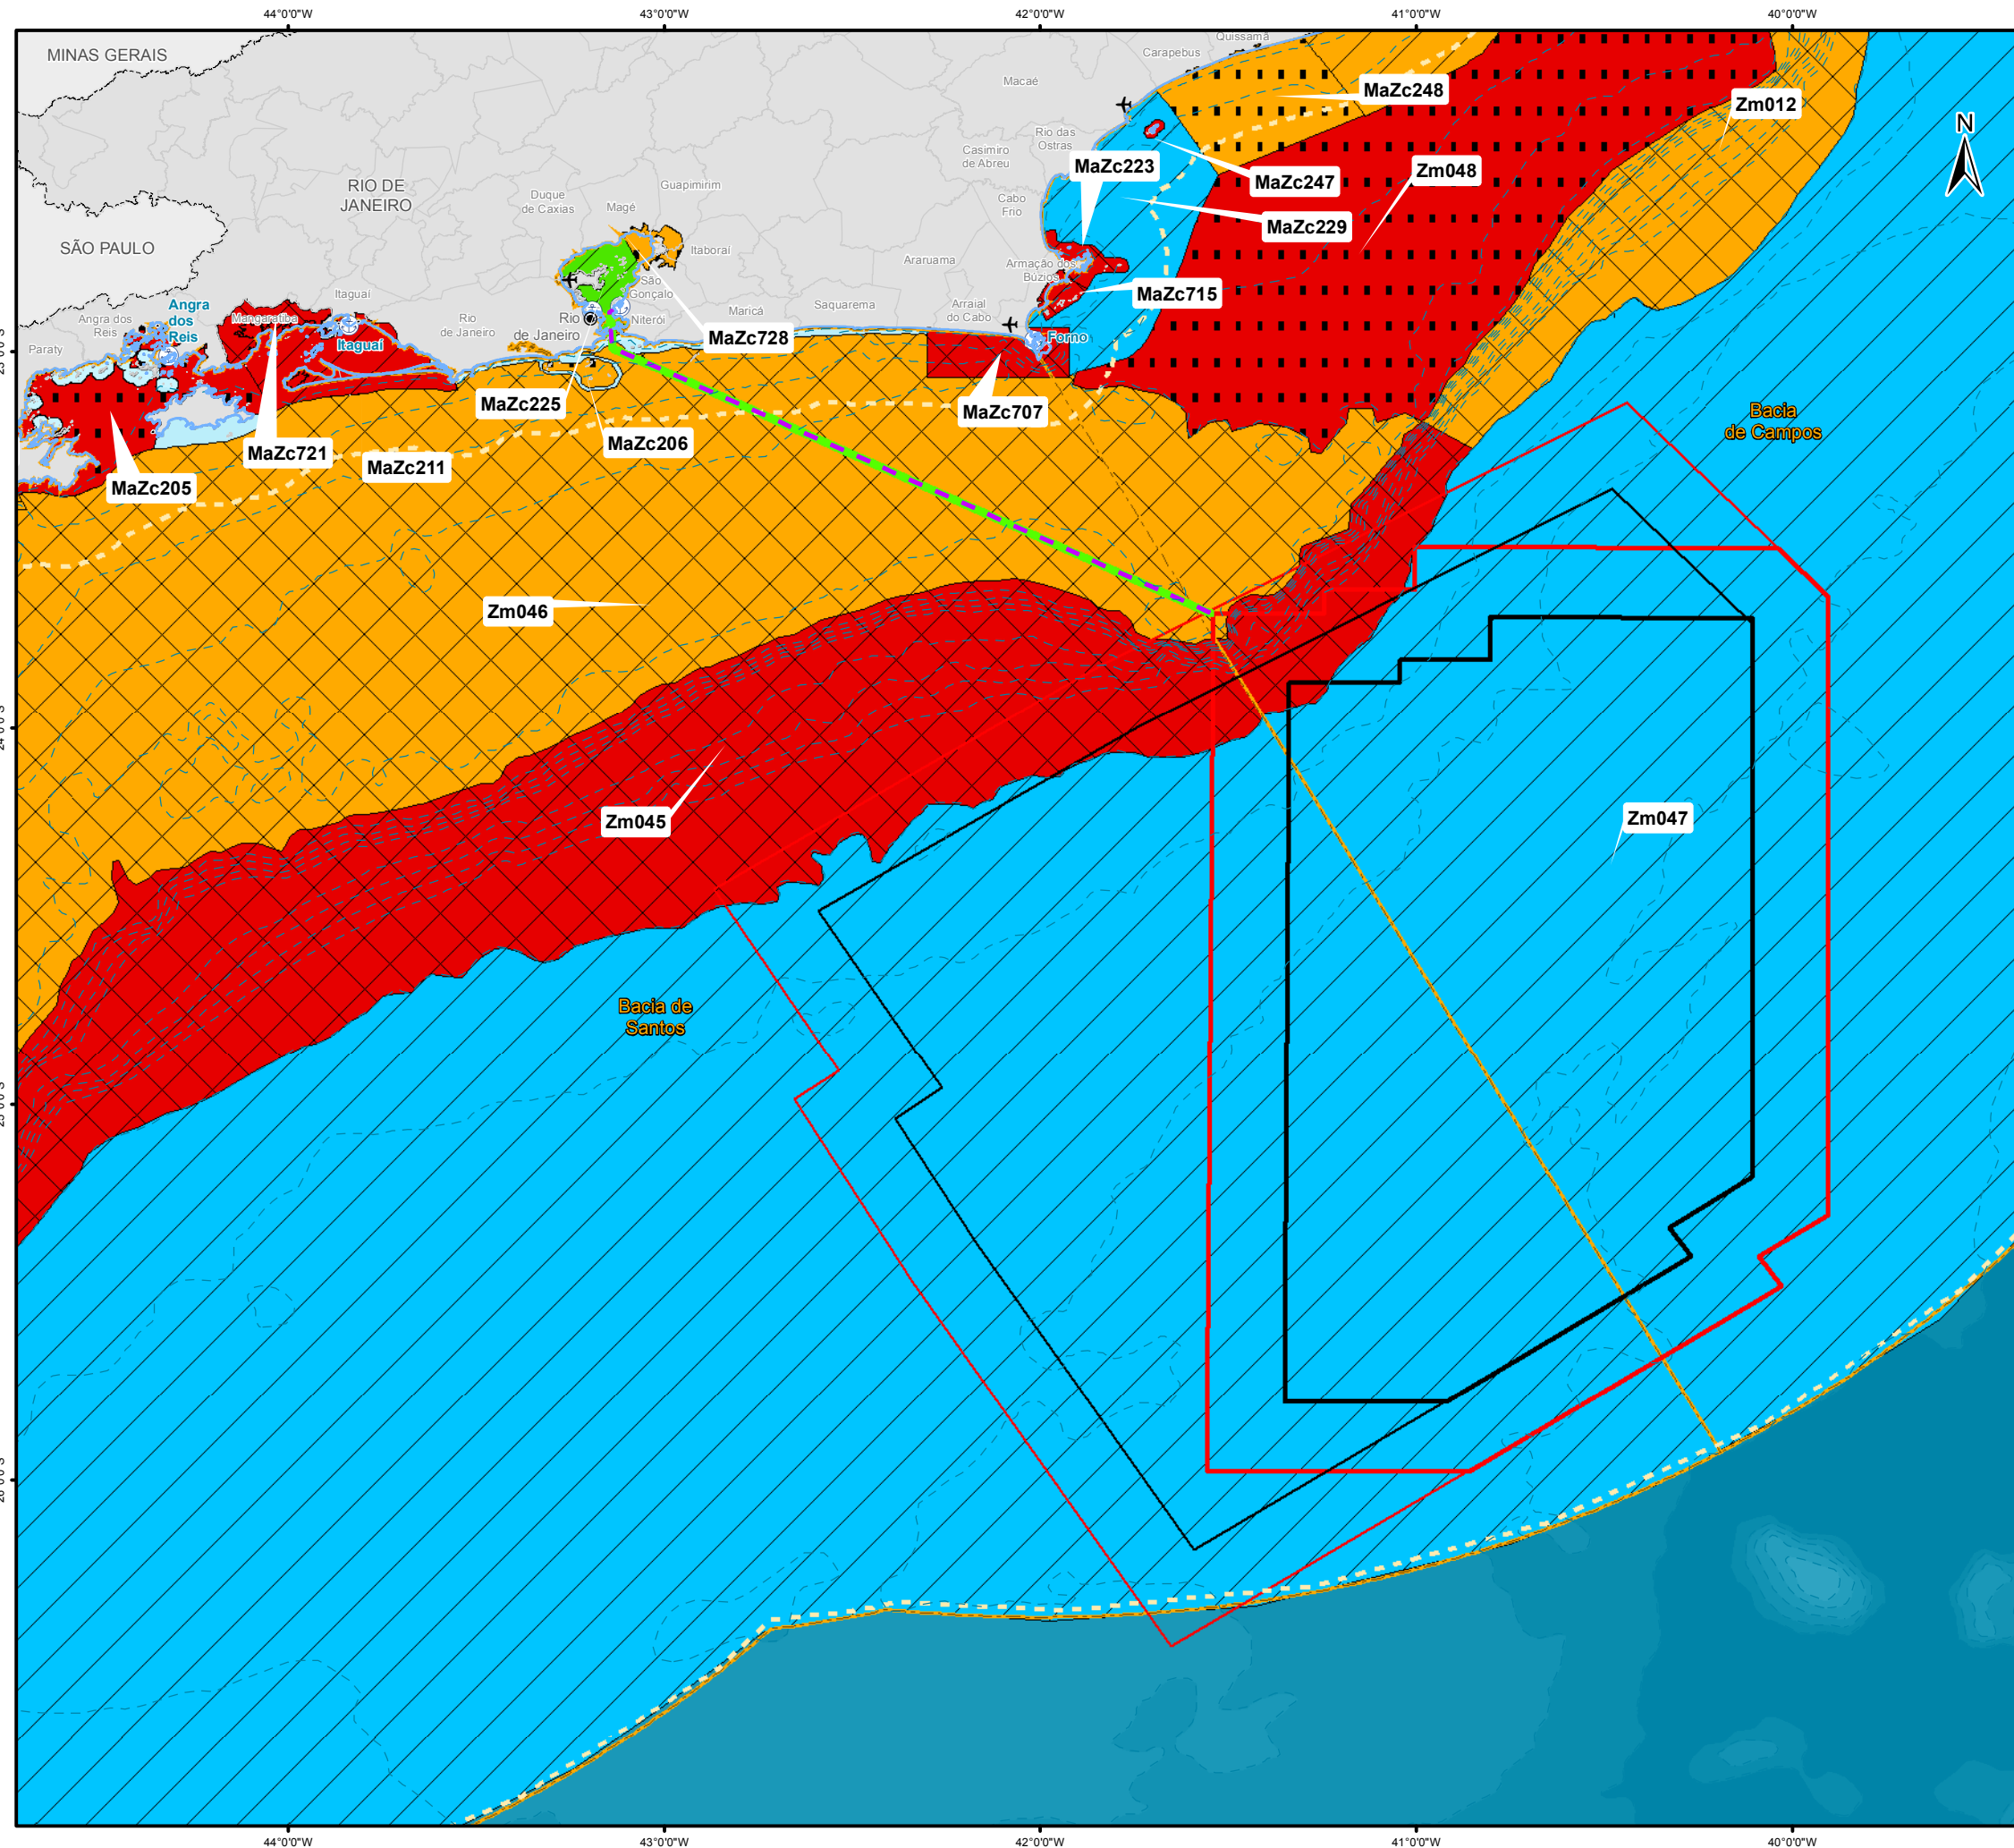 44°0'0"W
43°0'0"W
42°0'0"W
41°0'0"W
40°0'0"W
MINAS GERAIS
Quissamã
Carapebus
Macaé
MaZc248
Zm012
N
Rio das
Ostras
Casimiro
de Abreu
MaZc223
Zm048
MaZc247
RIO DE
JANEIRO
Duque
de Caxias
Guapimirim
Magé
Cabo
Frio
MaZc229
SÃO PAULO
Itaboraí
Araruama
Armação dos
Búzios
São
Gonçalo
MaZc715
Angra
dos
Reis
Itaguaí
Angra dos
Reis
Mangaratiba
Rio
de Janeiro
Rio
de Janeiro
Niterói
Maricá
Saquarema
Arraial
do Cabo
Forno
Itaguaí
Paraty
MaZc728
MaZc225
MaZc707
Bacia
de Campos
MaZc206
MaZc721
MaZc211
MaZc205
Zm046
Zm045
Zm047
Bacia de
Santos
44°0'0"W
43°0'0"W
42°0'0"W
41°0'0"W
40°0'0"W